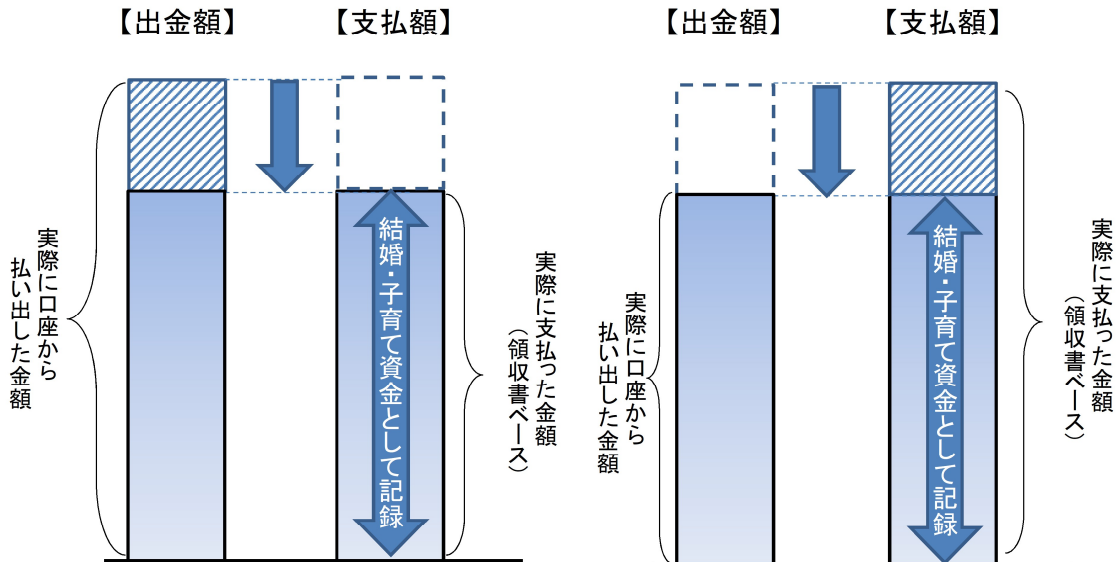 【出金額】
【支払額】
実際に口座から
払い出した金額
結婚・子育て資金として記録
実際に支払った金額
（領収書ベース）
【出金額】
【支払額】
実際に口座から
払い出した金額
結婚・子育て資金として記録
実際に支払った金額
（領収書ベース）